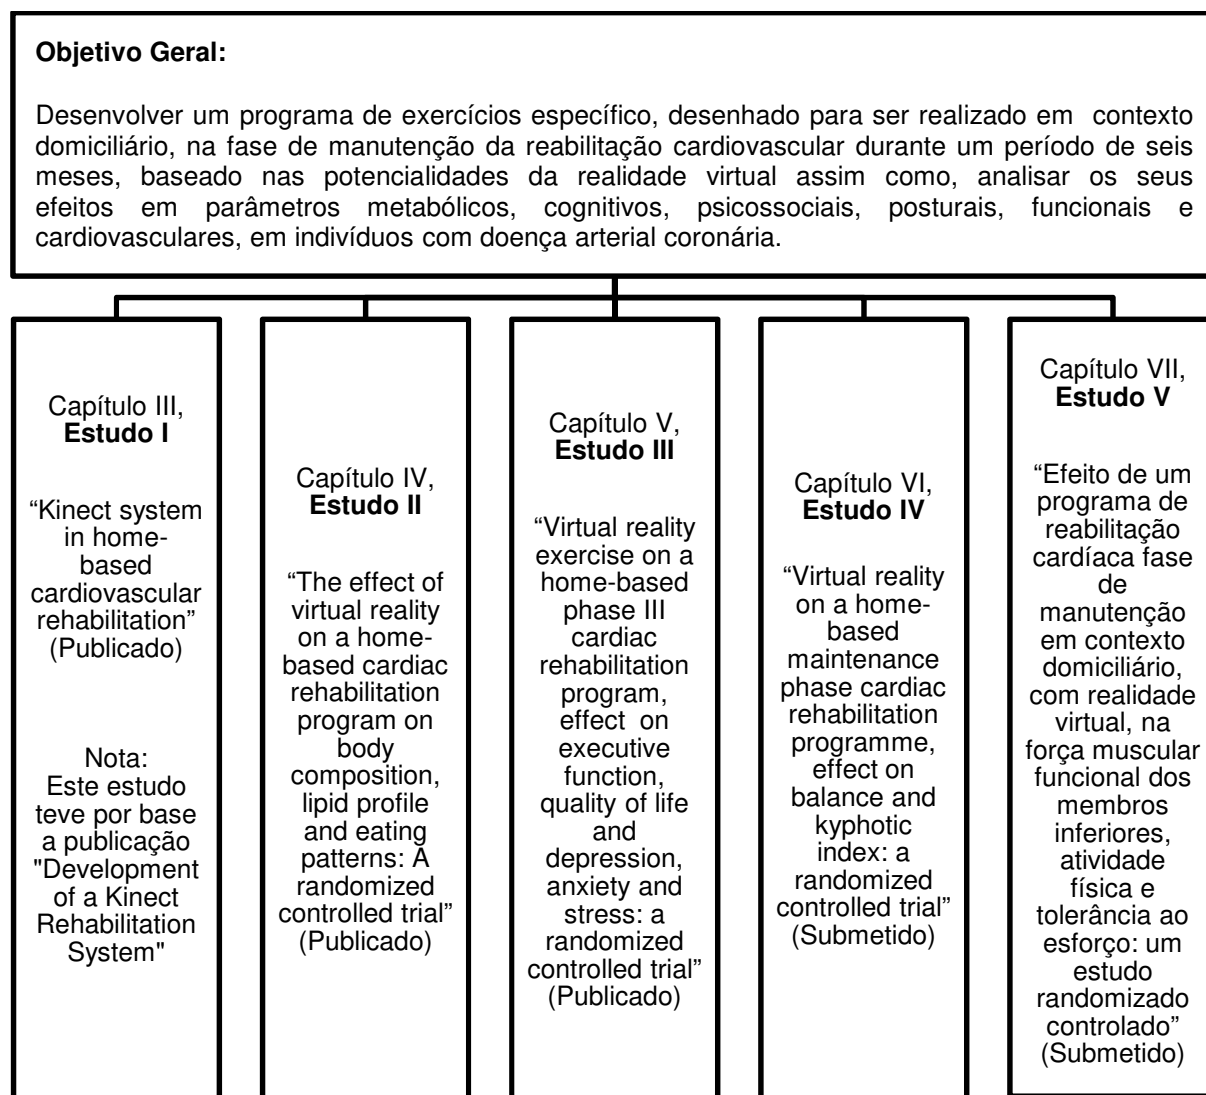 Objetivo Geral:
Desenvolver um programa de exercícios específico, desenhado para ser realizado em contexto
domiciliário, na fase de manutenção da reabilitação cardiovascular durante um período de seis
meses, baseado nas potencialidades da realidade virtual assim como, analisar os seus
efeitos em parâmetros metabólicos, cognitivos, psicossociais, posturais, funcionais e
cardiovasculares, em indivíduos com doença arterial coronária.
Capítulo III,
Estudo I
“Kinect system
in home-
based
cardiovascular
rehabilitation”
(Publicado)
Nota:
Este estudo
teve por base
a publicação
"Development
of a Kinect
Rehabilitation
System"
Capítulo IV,
Estudo II
“The effect of
virtual reality
on a home-
based cardiac
rehabilitation
program on
body
composition,
lipid profile
and eating
patterns: A
randomized
controlled trial”
(Publicado)
Capítulo V,
Estudo III
“Virtual reality
exercise on a
home-based
phase III
cardiac
rehabilitation
program,
effect on
executive
function,
quality of life
and
depression,
anxiety and
stress: a
randomized
controlled trial”
(Publicado)
Capítulo VI,
Estudo IV
“Virtual reality
on a home-
based
maintenance
phase cardiac
rehabilitation
programme,
effect on
balance and
kyphotic
index: a
randomized
controlled trial”
(Submetido)
Capítulo VII,
Estudo V
“Efeito de um
programa de
reabilitação
cardíaca fase
de
manutenção
em contexto
domiciliário,
com realidade
virtual, na
força muscular
funcional dos
membros
inferiores,
atividade
física e
tolerância ao
esforço: um
estudo
randomizado
controlado”
(Submetido)